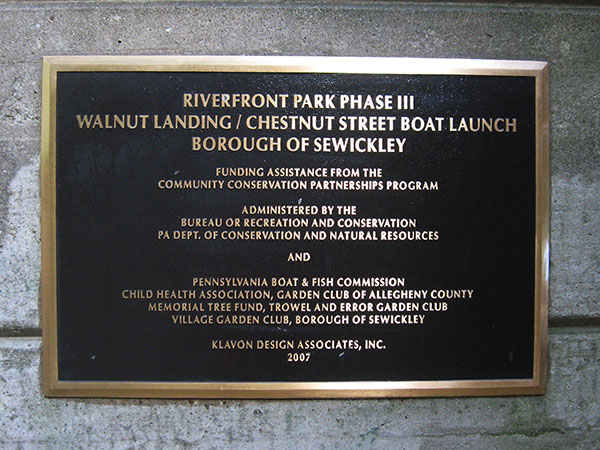 RIVERFRONT PARK PHASE III
WALNUT LANDING / CHESTNUT STREET BOAT LAUNCH
BOROUGH OF SEWICKLEY
FUNDING ASSISTANCE FROM THE
COMMUNITY CONSERVATION PARTNERSHIPS PROGRAM
ADMINISTERED BY THE
BUREAU OR RECREATION AND CONSERVATION
PA DEPT. OF CONSERVATION AND NATURAL RESOURCES
AND
PENNSYLVANIA BOAT & FISH COMMISSION
CHILD HEALTH ASSOCIATION, GARDEN CLUB OF ALLEGHENY COUNTY
MEMORIAL TREE FUND, TROWEL AND ERROR GARDEN CLUB
VILLAGE GARDEN CLUB, BOROUGH OF SEWICKLEY
KLAVON DESIGN ASSOCIATES, INC.
2007